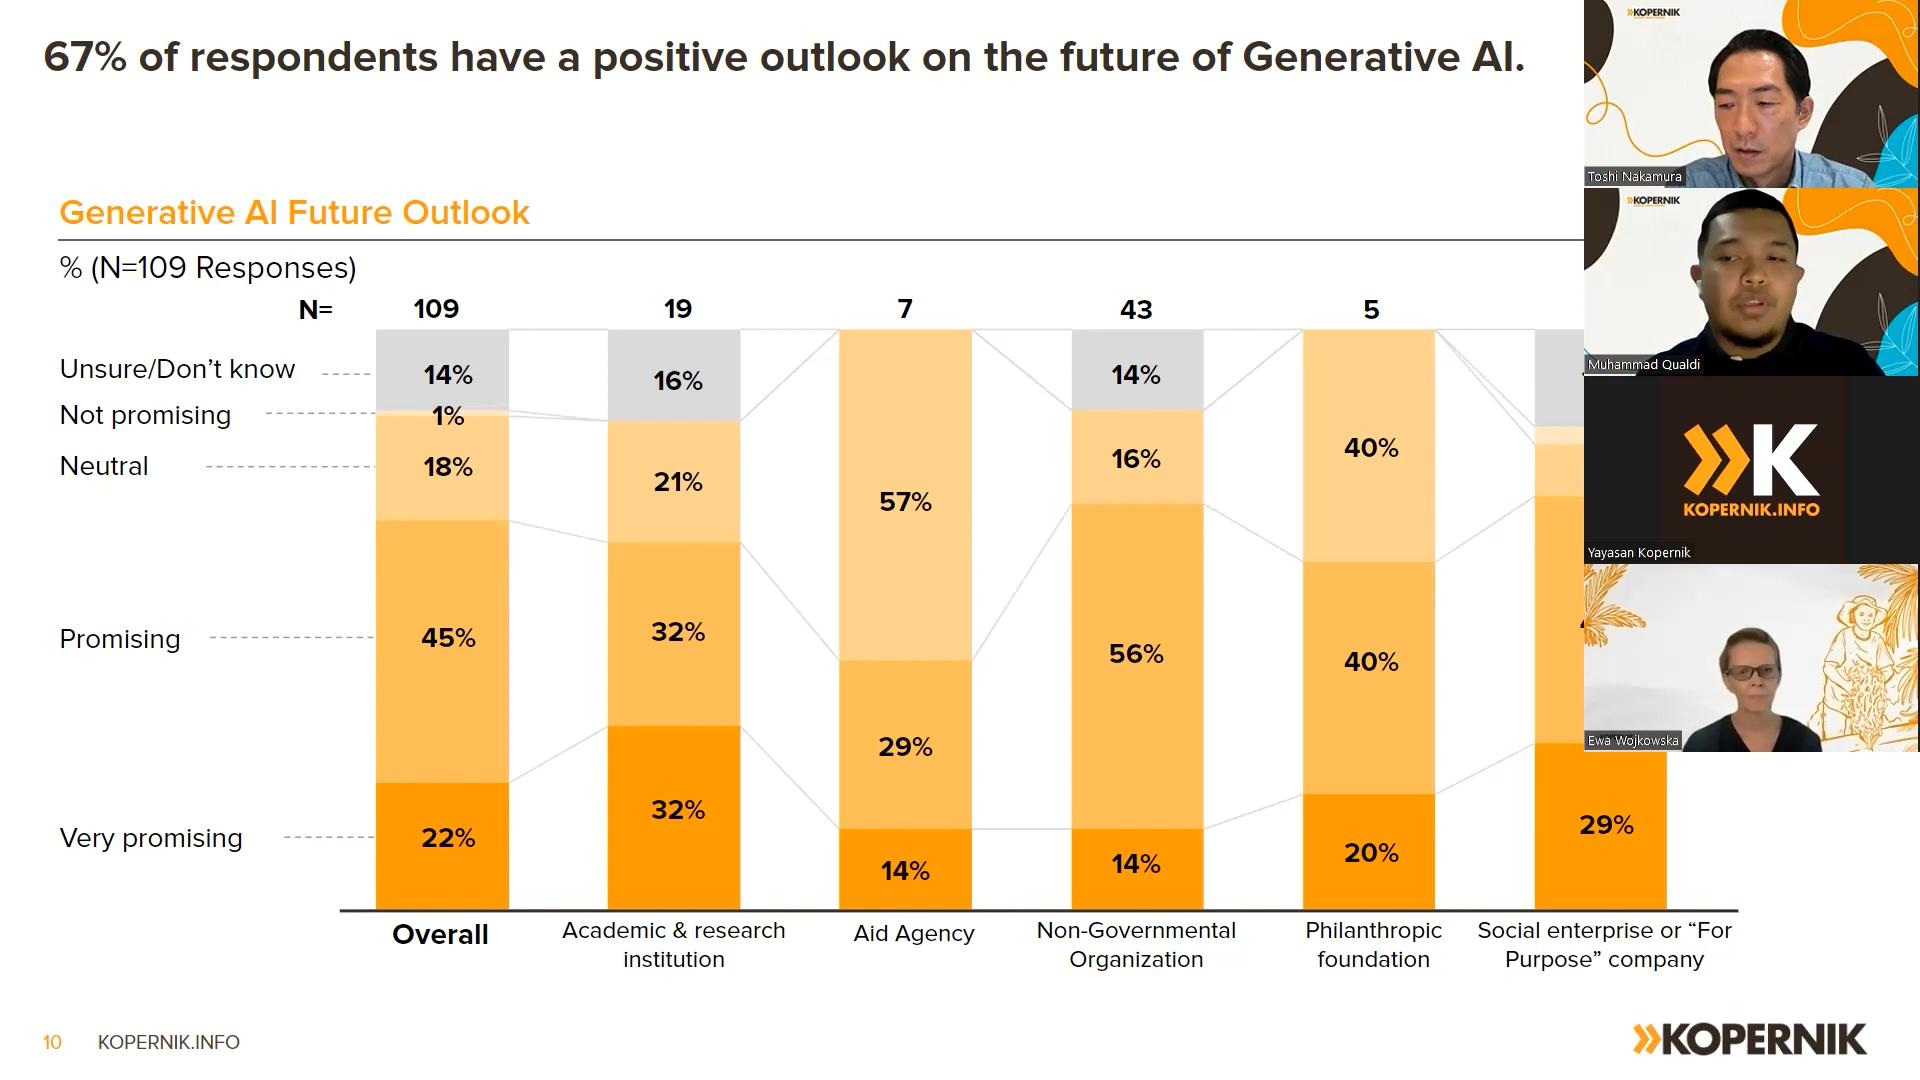 67% of respondents have a positive outlook on the future of Generative AI.
Generative AI Future Outlook
% (N=109 Responses)
N= 109 19 7 43 5
Unsure/Don't know
Not promising
Neutral
Promising
Very promising
14%
1%
18%
45%
22%
16%
21%
32%
32%
57%
29%
14%
14%
16%
56%
14%
40%
40%
20%
29%
Overall
Academic & research
institution
Aid Agency
Non-Governmental
Organization
Philanthropic
foundation
Social enterprise or “For
Purpose” company
10 KOPERNIK.INFO
KOPERNIK
KOPERNIK
Toshi Nakamura
KOPERNIK
Muhammad Qualdi
K
KOPERNIK.INFO
Yayasan Kopernik
Ewa Wojkowska